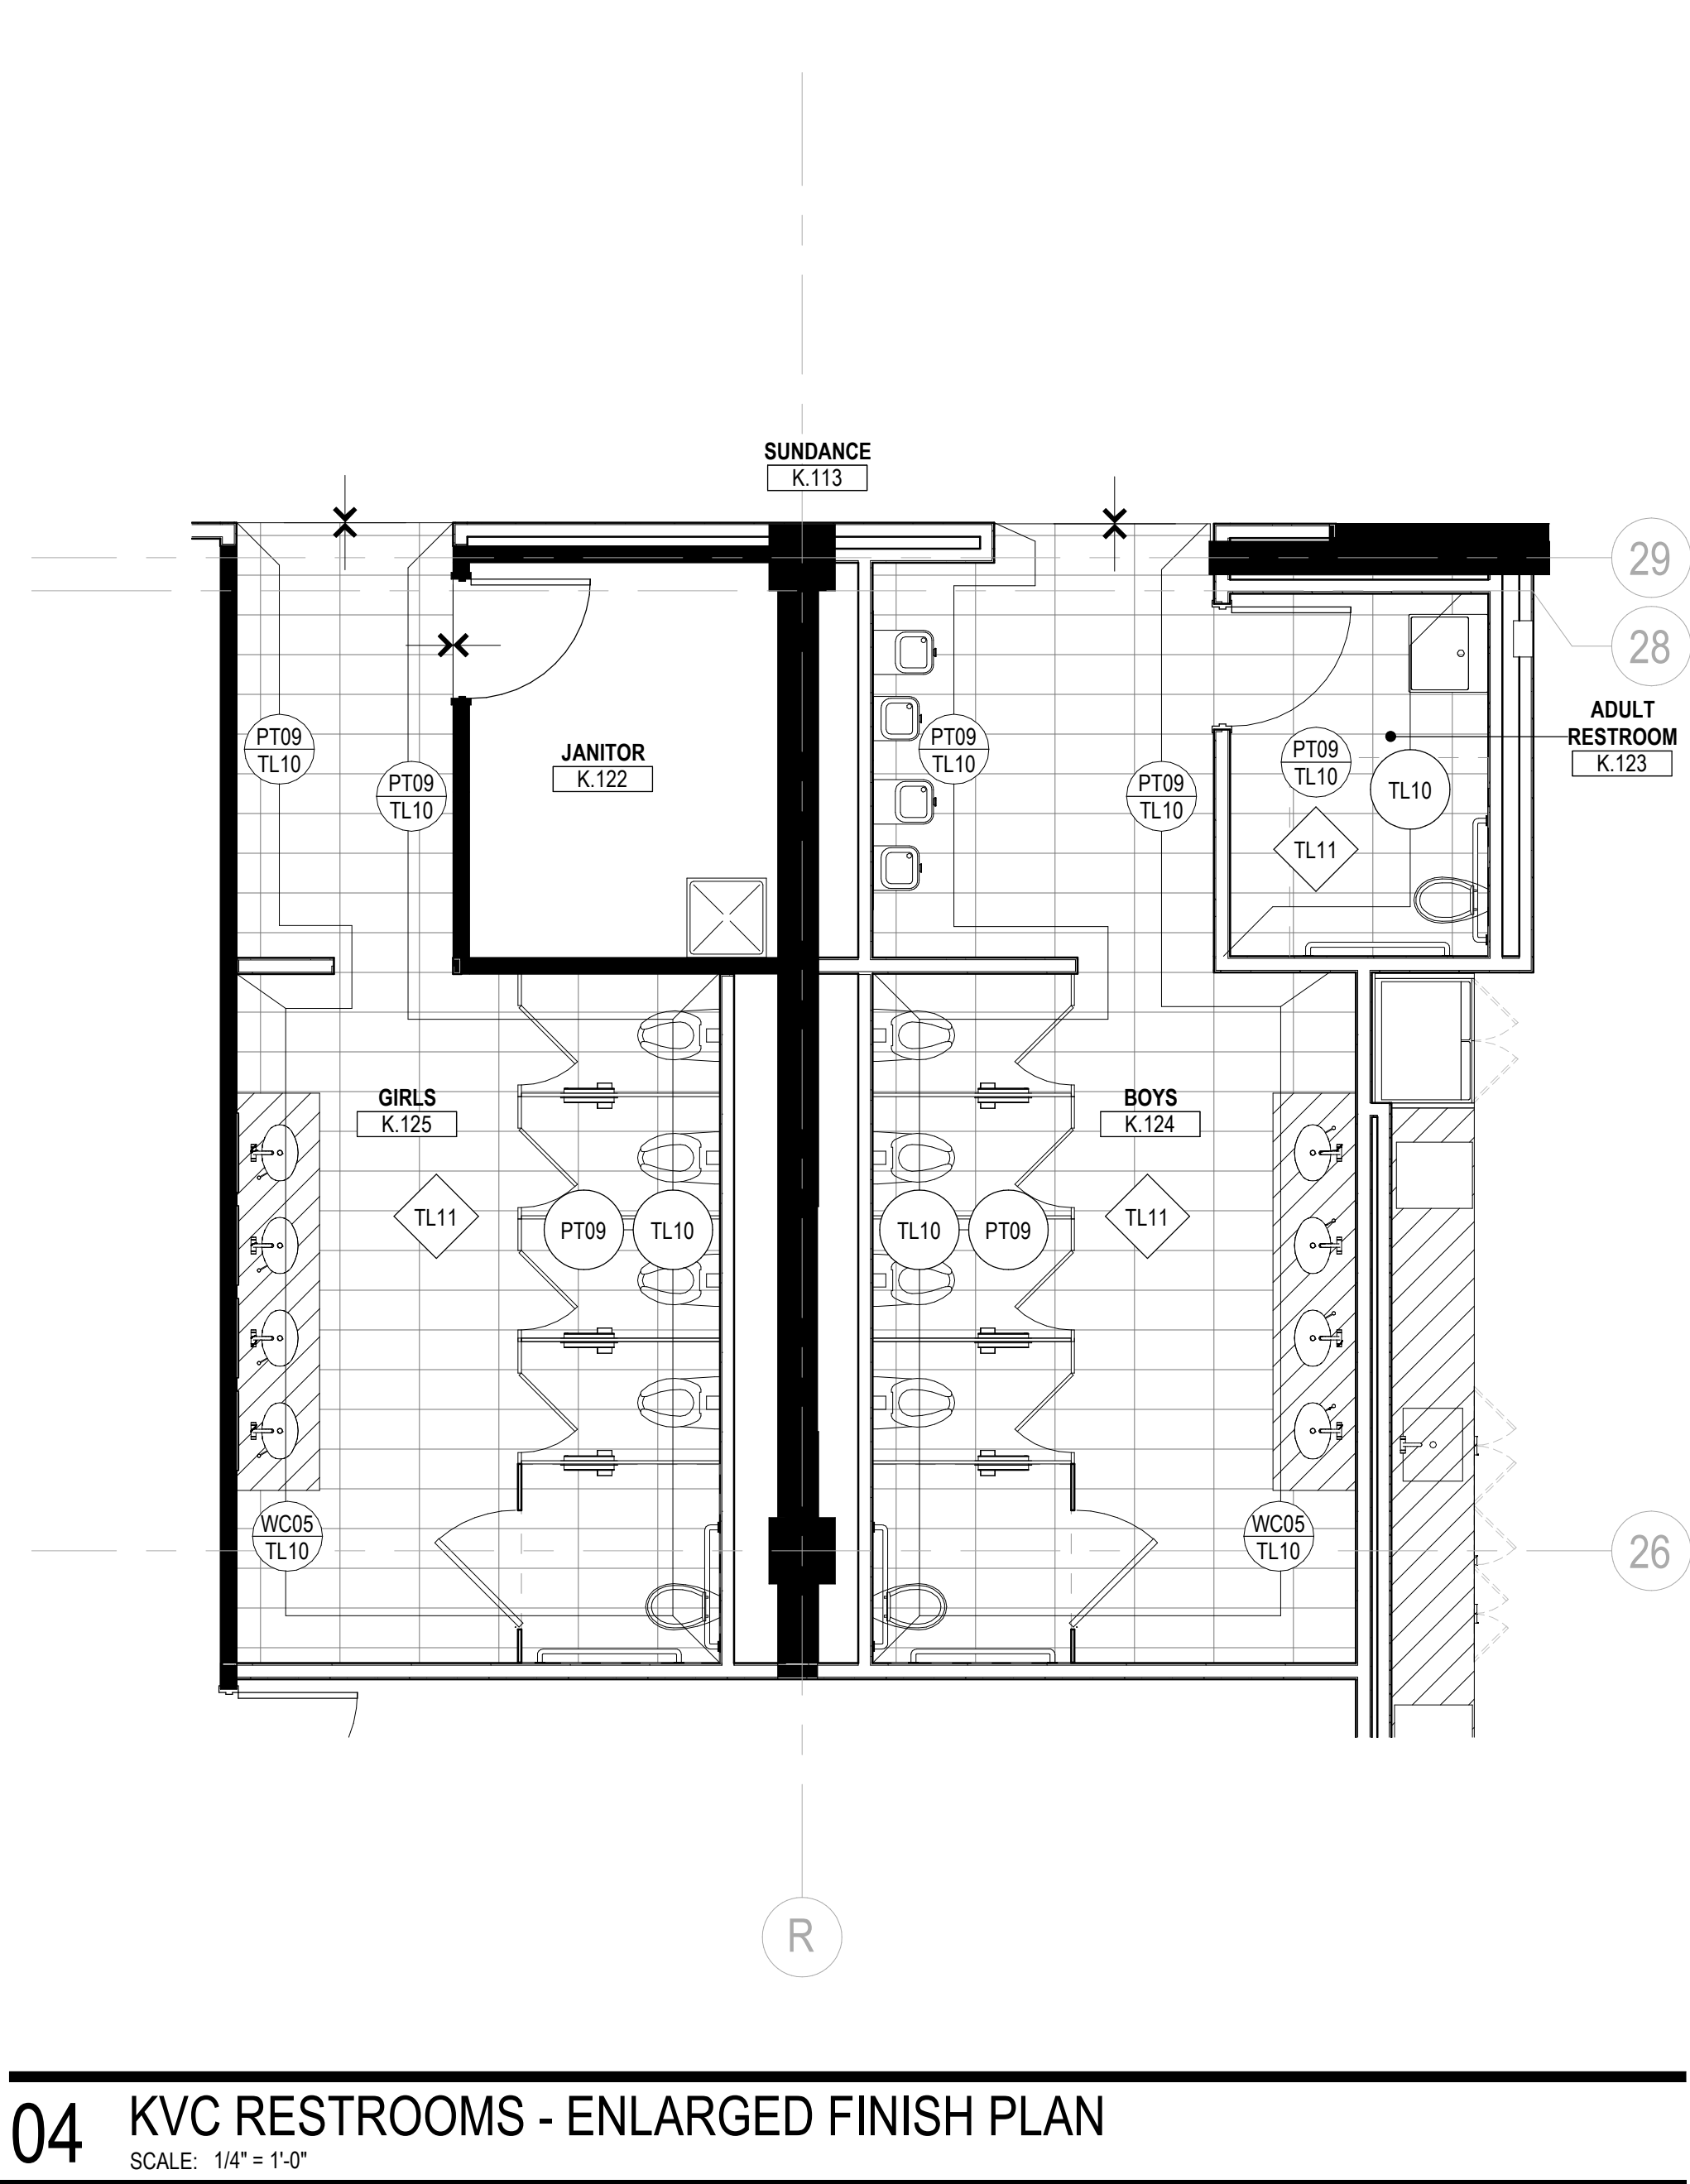 SUNDANCE
K.113
29
28
ADULT
RESTROOM
K.123
PT09
TL10
PT09
TL10
JANITOR
K.122
PT09
TL10
PT09
TL10
PT09
TL10
TL10
TL11
GIRLS
K.125
BOYS
K.124
TL11
PT09
TL10
TL10
PT09
TL11
WC05
TL10
WC05
TL10
26
R
04
KVC RESTROOMS - ENLARGED FINISH PLAN
SCALE: 1/4" = 1'-0"